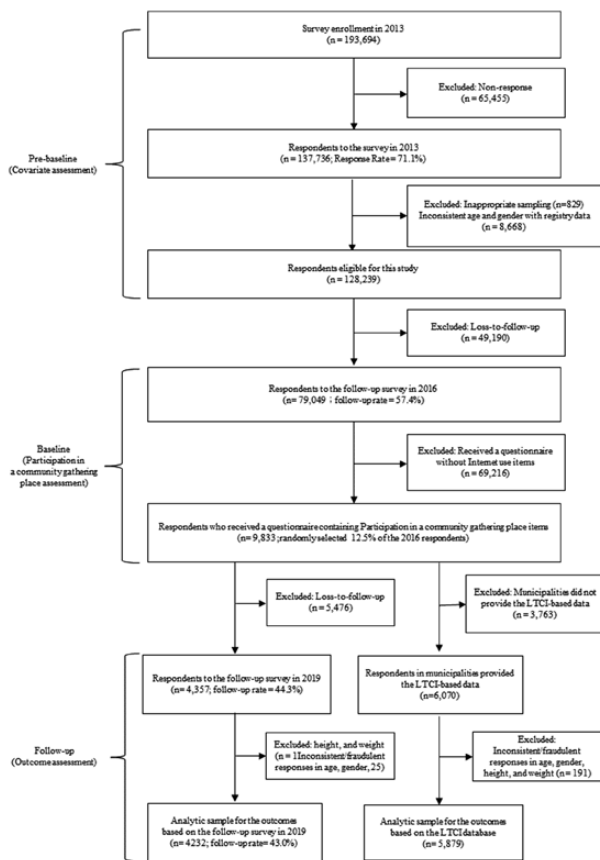 Survey enrollment in 2013
(n = 193,694)
Excluded: Non-response
(n = 65,455)
Pre-baseline
(Covariate assessment)
Respondents to the survey in 2013
(n = 137,736; Response Rate = 71.1%)
Excluded: Inappropriate sampling (n=829)
Inconsistent age and gender with registry data
(n = 8,668)
Respondents eligible for this study
(n = 128,239)
Excluded: Loss-to-follow-up
(n = 49,190)
Respondents to the follow-up survey in 2016
(n = 79,049 ; follow-up rate = 57.4%)
Baseline
(Participation in
a community gathering
place assessment)
Excluded: Received a questionnaire
without Internet use items
(n = 69,216)
Respondents who received a questionnaire containing Participation in a community gathering place items
(n= 9,833 ; randomly selected 12.5% of the 2016 respondents)
Excluded: Loss-to-follow-up
(n = 5,476)
Excluded: Municipalities did not
provide the LTCI-based data
(n = 3,763)
Respondents to the follow-up survey in 2019
(n= 4,357; follow-up rate = 44.3%)
Respondents in municipalities provided
the LTCI-based data
(n=6,070)
Follow-up
(Outcome assessment)
Excluded: height, and weight
(n = 1Inconsistent/fraudulent
responses in age, gender, 25)
Excluded:
Inconsistent/fraudulent
responses in age, gender,
height, and weight (n = 191)
Analytic sample for the outcomes
based on the follow-up survey in 2019
(n= 4232; follow-up rate= 43.0%)
Analytic sample for the outcomes
based on the LTCI database
(n= 5,879)